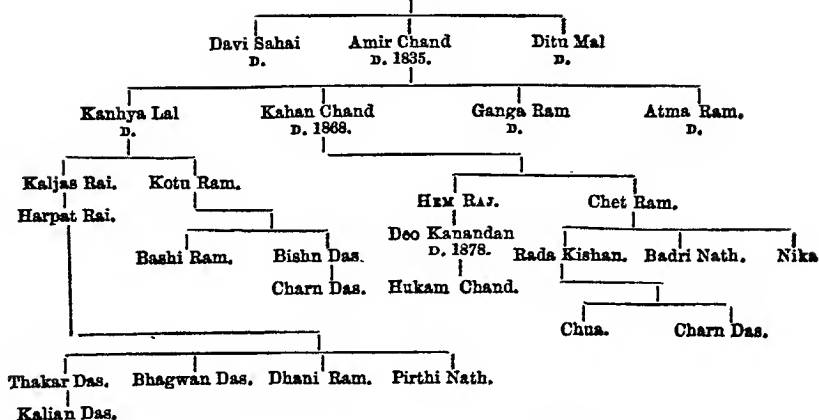 Davi Sahai Amir Chand Ditu Mal
D. D. 1835. D.
Kanhya Lal Kahan Chand Ganga Ram Atma Ram.
D. D. 1868. D. D.
Kaljas Rai. Kotu Ram.
HEM RAJ. Chet Ram.
Harpat Rai.
Deo Kanandan
D. 1878.
Bashi Ram. Bishn Das. Rada Kishan. Badri Nath. Nika
Charn Das. Hukam Chand.
Chua. Charn Das.
Thakar Das. Bhagwan Das. Dhani Ram. Pirthi Nath.
Kalian Das.